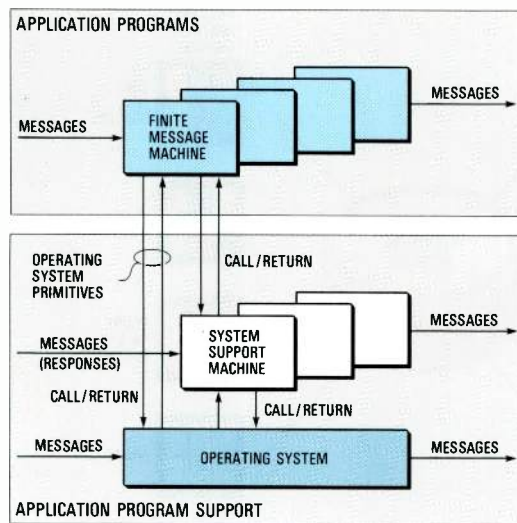 APPLICATION PROGRAMS
MESSAGES
MESSAGES
FINITE
MESSAGE
MACHINE
OPERATING
SYSTEM
PRIMITIVES
CALL/RETURN
MESSAGES
(RESPONSES)
SYSTEM
SUPPORT
MACHINE
MESSAGES
CALL/RETURN
CALL/RETURN
MESSAGES
OPERATING SYSTEM
MESSAGES
APPLICATION PROGRAM SUPPORT